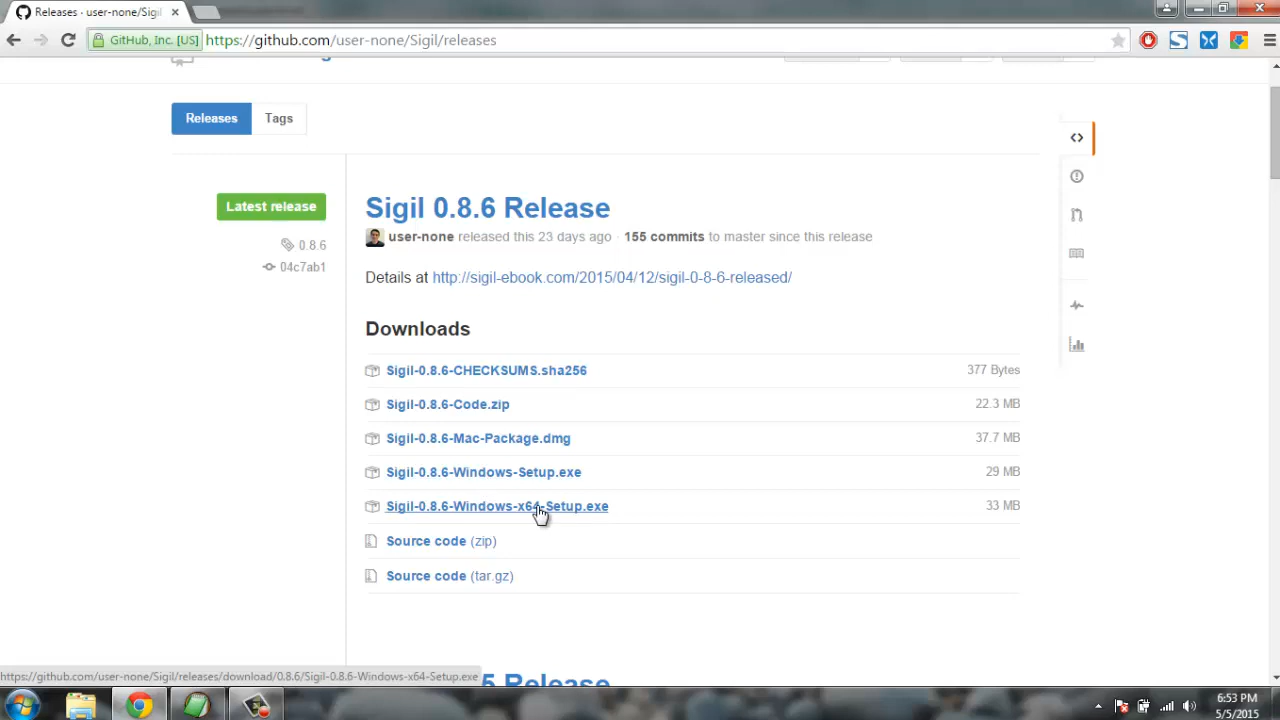 Releases · user-none/Sigil
GitHub, Inc. [US] https://github.com/user-none/Sigil/releases
Releases
Tags
Latest release
0.8.6
04c7ab1
Sigil 0.8.6 Release
user-none released this 23 days ago · 155 commits to master since this release
Details at http://sigil-ebook.com/2015/04/12/sigil-0-8-6-released/
Downloads
Sigil-0.8.6-CHECKSUMS.sha256 377 Bytes
Sigil-0.8.6-Code.zip 22.3 MB
Sigil-0.8.6-Mac-Package.dmg 37.7 MB
Sigil-0.8.6-Windows-Setup.exe 29 MB
Sigil-0.8.6-Windows-x64-Setup.exe 33 MB
Source code (zip)
Source code (tar.gz)
5 Release
https://github.com/user-none/Sigil/releases/download/0.8.6/Sigil-0.8.6-Windows-x64-Setup.exe
6:53 PM
5/5/2015